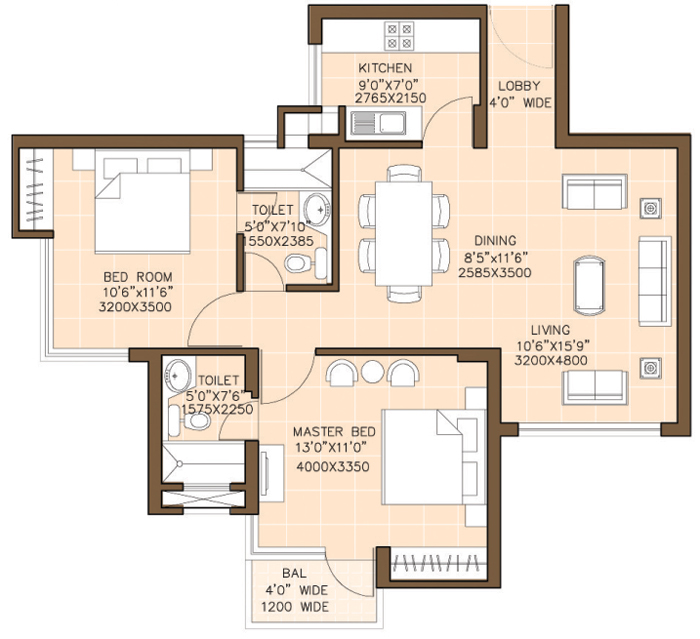 KITCHEN
9'0"X7'0"
2765X2150
LOBBY
4'0" WIDE
TOILET
5'0"X7'10"
1550X2385
DINING
8'5"x11'6"
2585X3500
BED ROOM
10'6"x11'6"
3200X3500
LIVING
10'6"X15'9"
3200X4800
TOILET
5'0"X7'6"
1575X2250
MASTER BED
13'0"X11'0"
4000X3350
BAL
4'0" WIDE
1200 WIDE